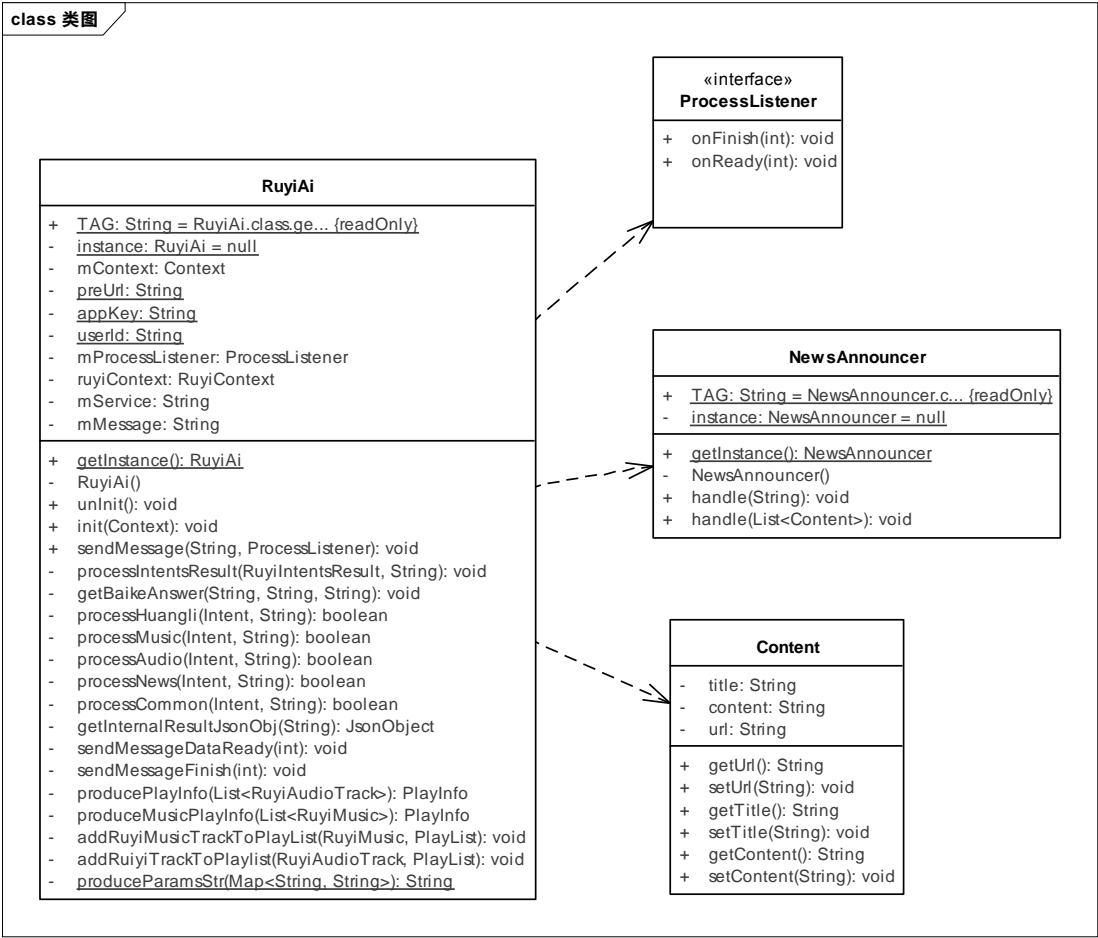 class 类图
«interface»
ProcessListener
+ onFinish(int): void
+ onReady(int): void
RuyiAi
+ TAG: String = RuyiAi.class.ge... {readOnly}
- instance: RuyiAi = null
- mContext: Context
- preUrl: String
- appKey: String
- userId: String
- mProcessListener: ProcessListener
- ruyiContext: RuyiContext
- mService: String
- mMessage: String
+ getInstance(): RuyiAi
- RuyiAi()
+ unInit(): void
+ init(Context): void
+ sendMessage(String, ProcessListener): void
- processIntentsResult(RuyiIntentsResult, String): void
- getBaikeAnswer(String, String, String): void
- processHuangli(Intent, String): boolean
- processMusic(Intent, String): boolean
- processAudio(Intent, String): boolean
- processNews(Intent, String): boolean
- processCommon(Intent, String): boolean
- getInternalResultJsonObj(String): JsonObject
- sendMessageDataReady(int): void
- sendMessageFinish(int): void
- producePlayInfo(List<RuyiAudioTrack>): PlayInfo
- produceMusicPlayInfo(List<RuyiMusic>): PlayInfo
- addRuyiMusicTrackToPlayList(RuyiMusic, PlayList): void
- addRuiyiTrackToPlaylist(RuyiAudioTrack, PlayList): void
- produceParamsStr(Map<String, String>): String
NewsAnnouncer
+ TAG: String = NewsAnnouncer.c... {readOnly}
- instance: NewsAnnouncer = null
+ getInstance(): NewsAnnouncer
- NewsAnnouncer()
+ handle(String): void
+ handle(List<Content>): void
Content
- title: String
- content: String
- url: String
+ getUrl(): String
+ setUrl(String): void
+ getTitle(): String
+ setTitle(String): void
+ getContent(): String
+ setContent(String): void